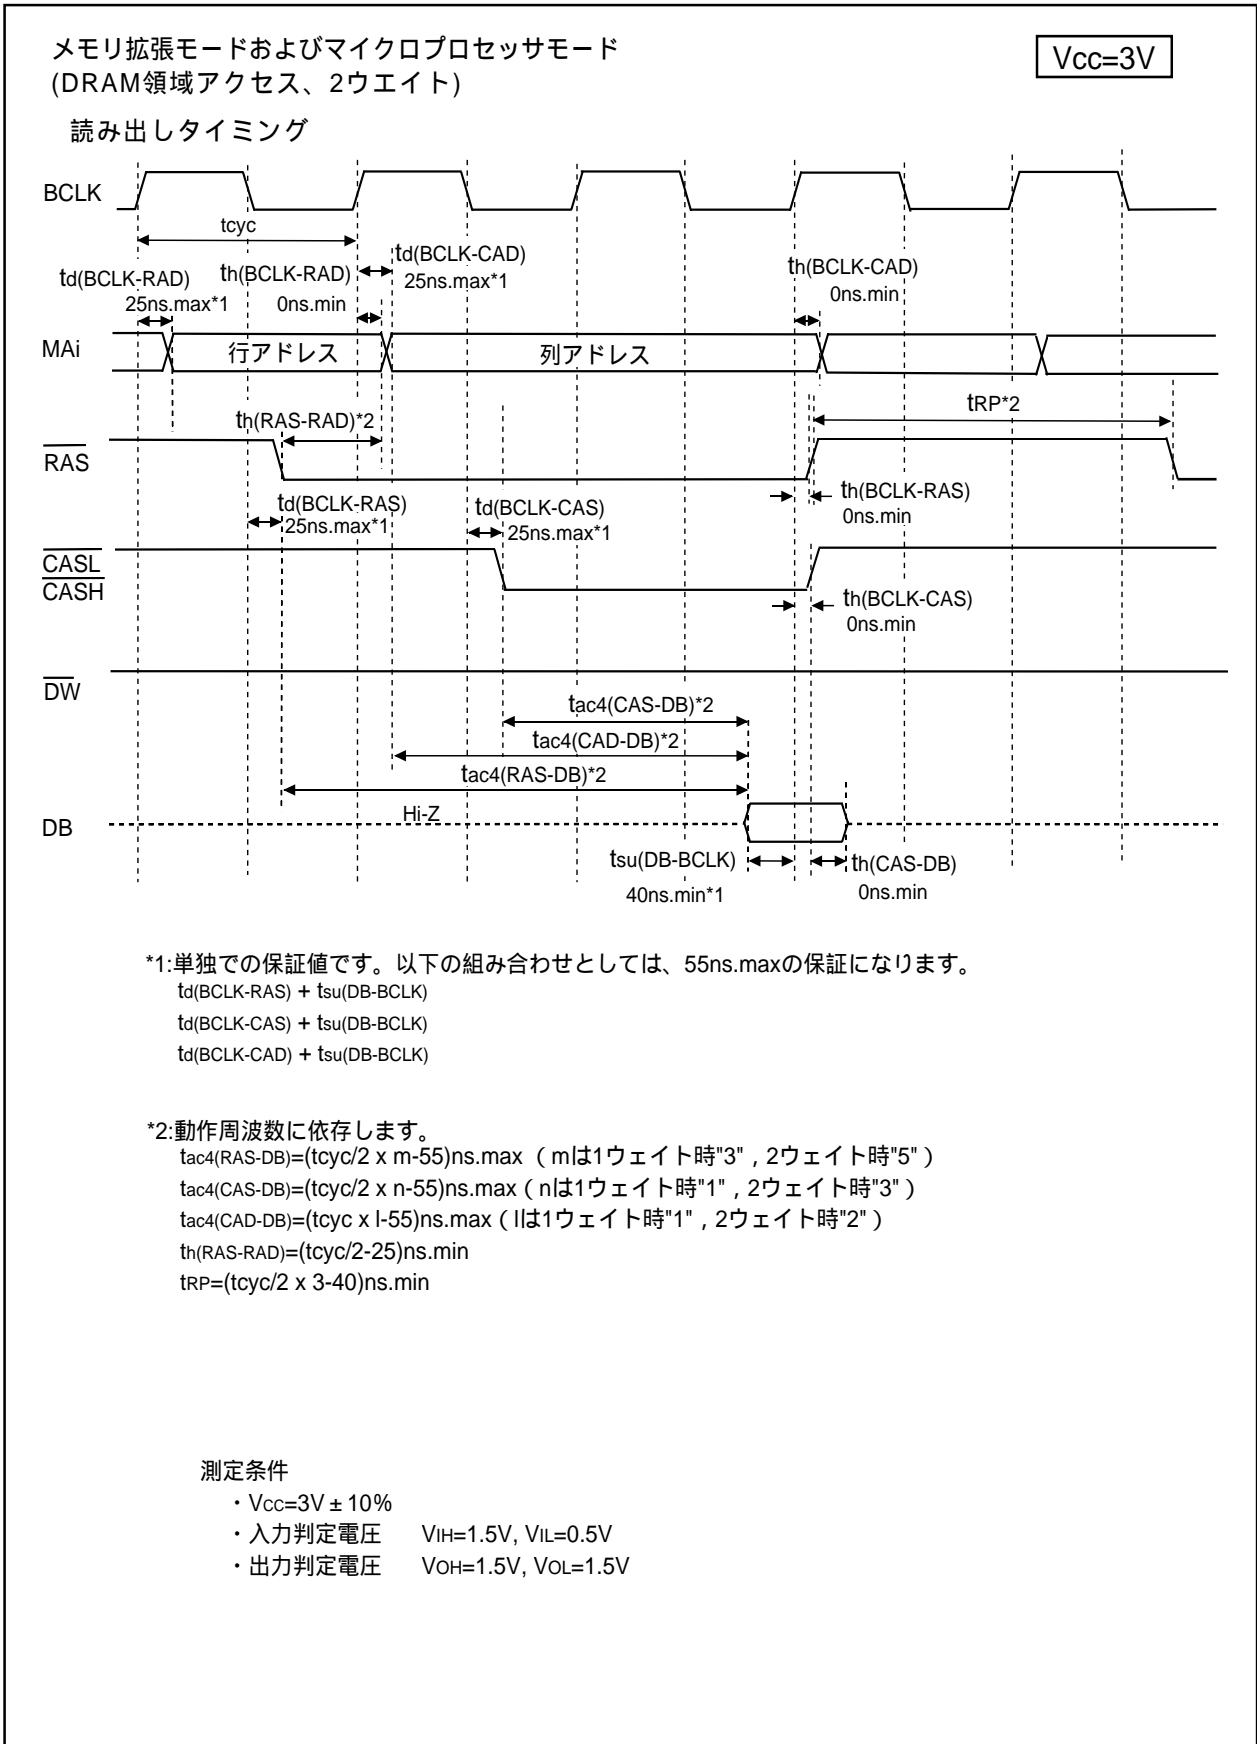 メモリ拡張モードおよびマイクロプロセッサモード
(DRAM領域アクセス、2ウエイト)
Vcc=3V
読み出しタイミング
BCLK
tcyc
td(BCLK-RAD)
25ns.max*1
th(BCLK-RAD)
0ns.min
td(BCLK-CAD)
25ns.max*1
th(BCLK-CAD)
0ns.min
MAi
行アドレス
列アドレス
th(RAS-RAD)*2
tRP*2
RAS
td(BCLK-RAS)
25ns.max*1
td(BCLK-CAS)
25ns.max*1
th(BCLK-RAS)
0ns.min
CASL
CASH
th(BCLK-CAS)
0ns.min
DW
tac4(CAS-DB)*2
tac4(CAD-DB)*2
tac4(RAS-DB)*2
Hi-Z
DB
tsu(DB-BCLK)
40ns.min*1
th(CAS-DB)
0ns.min
*1:単独での保証値です。以下の組み合わせとしては、55ns.maxの保証になります。
td(BCLK-RAS) + tsu(DB-BCLK)
td(BCLK-CAS) + tsu(DB-BCLK)
td(BCLK-CAD) + tsu(DB-BCLK)
*2:動作周波数に依存します。
tac4(RAS-DB)=(tcyc/2 x m-55)ns.max（mは1ウェイト時"3"，2ウェイト時"5"）
tac4(CAS-DB)=(tcyc/2 x n-55)ns.max（nは1ウェイト時"1"，2ウェイト時"3"）
tac4(CAD-DB)=(tcyc x l-55)ns.max（lは1ウェイト時"1"，2ウェイト時"2"）
th(RAS-RAD)=(tcyc/2-25)ns.min
tRP=(tcyc/2 x 3-40)ns.min
測定条件
・Vcc=3V±10%
・入力判定電圧 VIH=1.5V, VIL=0.5V
・出力判定電圧 VOH=1.5V, VOL=1.5V